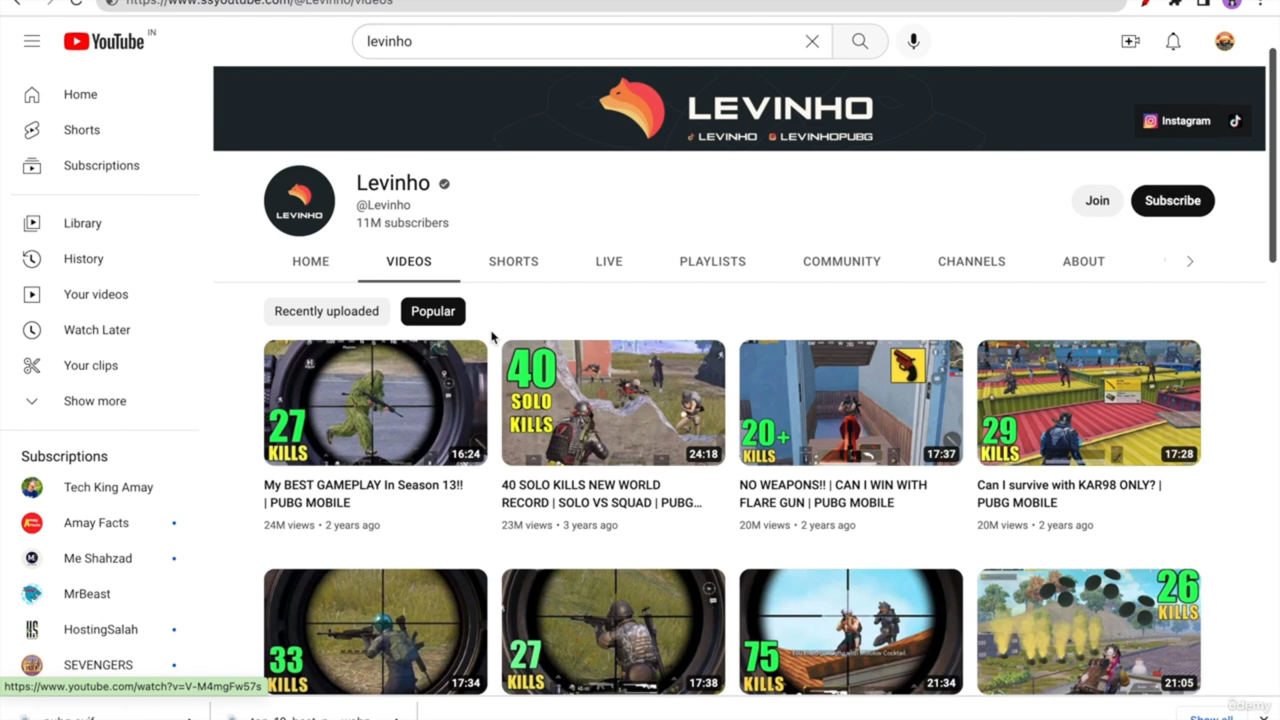 https://www.ssyoutube.com/@Levinho/videos
YouTube IN
levinho
Home
Shorts
Subscriptions
Library
History
Your videos
Watch Later
Your clips
Show more
Subscriptions
Tech King Amay
Amay Facts
Me Shahzad
MrBeast
HostingSalah
SEVENGERS
LEVINHO
LEVINHO LEVINHOPUBG
Instagram
LEVINHO
Levinho
@Levinho
11M subscribers
Join
Subscribe
HOME
VIDEOS
SHORTS
LIVE
PLAYLISTS
COMMUNITY
CHANNELS
ABOUT
Recently uploaded
Popular
27
KILLS
16:24
My BEST GAMEPLAY In Season 13!!
| PUBG MOBILE
24M views • 2 years ago
40
SOLO
KILLS
24:18
40 SOLO KILLS NEW WORLD
RECORD | SOLO VS SQUAD | PUBG...
23M views • 3 years ago
20+
KILLS
17:37
NO WEAPONS!! | CAN I WIN WITH
FLARE GUN | PUBG MOBILE
20M views • 2 years ago
29
KILLS
17:28
Can I survive with KAR98 ONLY? |
PUBG MOBILE
20M views • 2 years ago
33
KILLS
17:34
27
KILLS
17:38
75
KILLS
21:34
26
KILLS
21:05
https://www.youtube.com/watch?v=V-M4mgFw57s
Show all
ûdemy